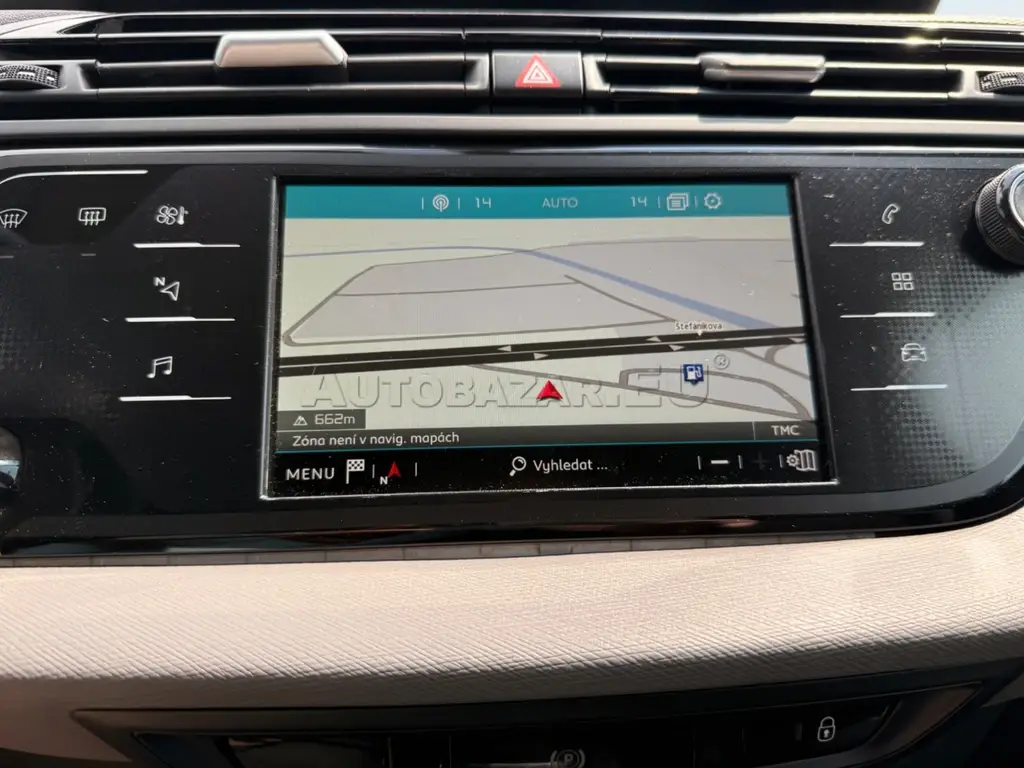 14 AUTO 14
N
Štefánikova
AUTOBAZAR.EU
662m
Zóna není v navig. mapách TMC
MENU N Vyhledat ...
P